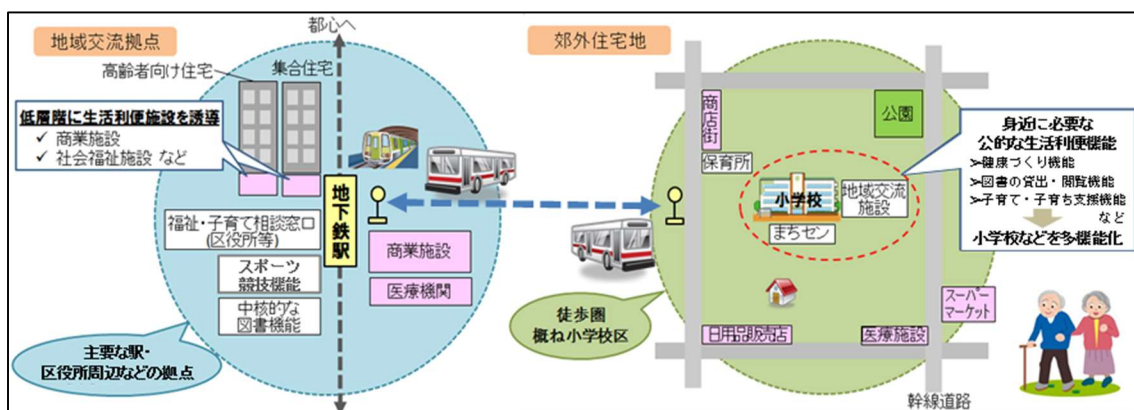 地域交流拠点
都心へ
高齢者向け住宅
集合住宅
低層階に生活利便施設を誘導
✓ 商業施設
✓ 社会福祉施設 など
地下鉄駅
福祉・子育て相談窓口
(区役所等)
スポーツ
競技機能
中核的な
図書機能
商業施設
医療機関
主要な駅・
区役所周辺などの拠点
郊外住宅地
商店街
公園
保育所
小学校
地域交流
施設
まちセン
身近に必要な
公的な生活利便機能
➢健康づくり機能
➢図書の貸出・閲覧機能
➢子育て・子育ち支援機能
など
小学校などを多機能化
徒歩圏
概ね小学校区
日用品販売店
医療施設
スーパー
マーケット
幹線道路